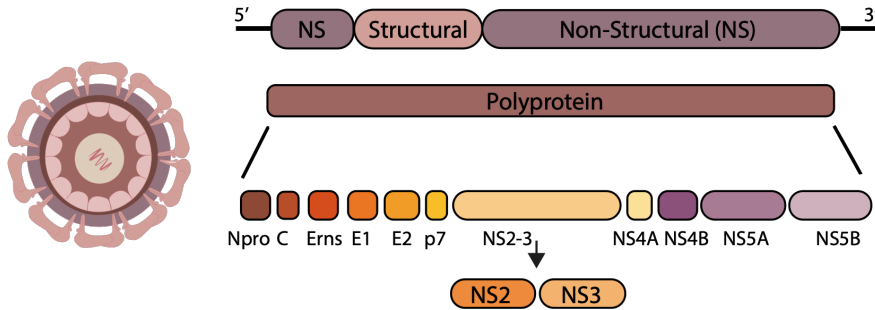 5’ NS Structural Non-Structural (NS) 3’
Polyprotein
Npro C Erns E1 E2 p7 NS2-3 NS4A NS4B NS5A NS5B
NS2 NS3